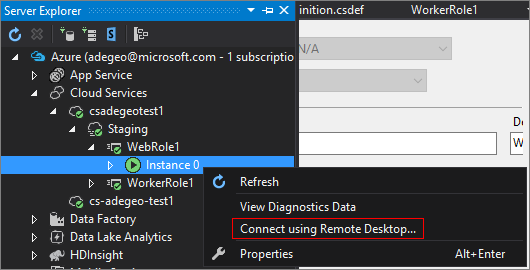 Server Explorer
inition.csdef
WorkerRole1
Azure (adegeo@microsoft.com - 1 subscriptio
N/A
App Service
Cloud Services
csadegeotest1
Staging
De
WebRole1
W
Instance 0
WorkerRole1
Refresh
cs-adegeo-test1
Data Factory
View Diagnostics Data
Data Lake Analytics
Connect using Remote Desktop...
HDInsight
Properties Alt+Enter